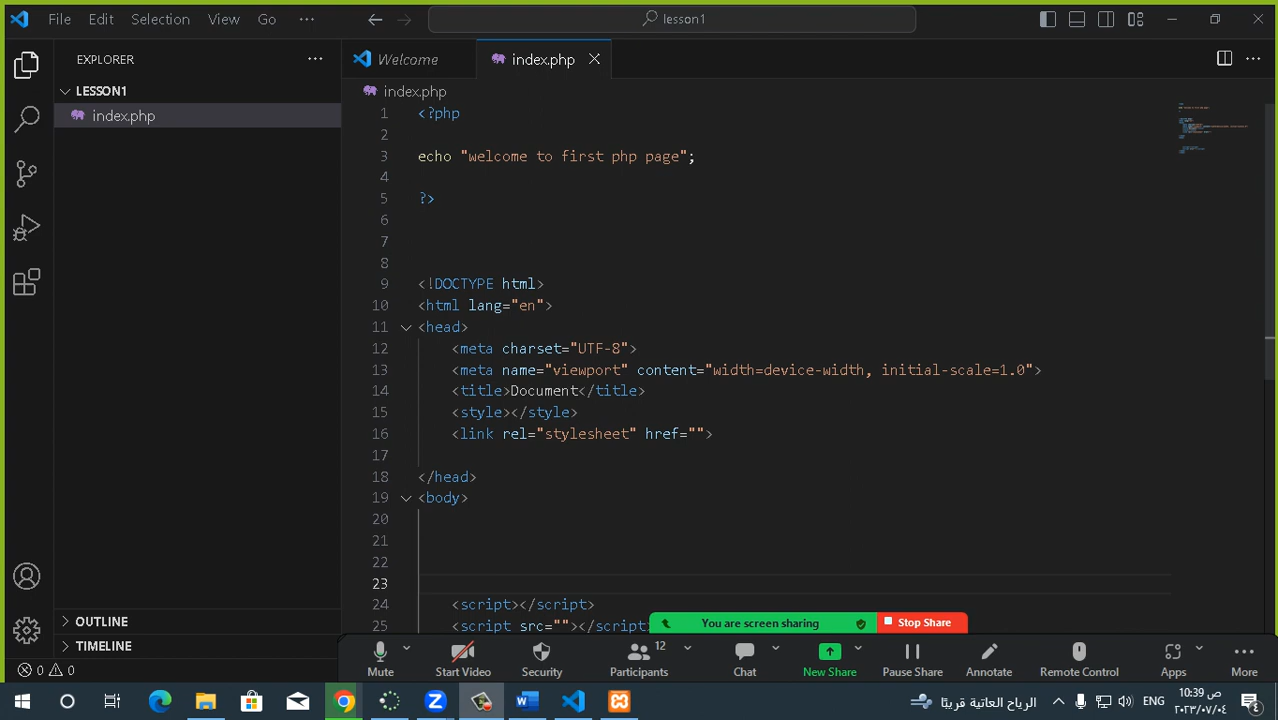 File Edit Selection View Go ···
lesson1
EXPLORER
Welcome
index.php
LESSON1
index.php
index.php
1 <?php
2
3 echo "welcome to first php page";
4
5 ?>
6
7
8
9 <!DOCTYPE html>
10 <html lang="en">
11 <head>
12 <meta charset="UTF-8">
13 <meta name="viewport" content="width=device-width, initial-scale=1.0">
14 <title>Document</title>
15 <style></style>
16 <link rel="stylesheet" href="">
17
18 </head>
19 <body>
20
21
22
23
24 <script></script>
25 <script src=""></script
OUTLINE
TIMELINE
0 0
You are screen sharing
Stop Share
Mute
Start Video
Security
Participants 12
Chat
New Share
Pause Share
Annotate
Remote Control
Apps
More
الرياح العاتية قريبًا
ENG
10:39 ص
٢٠٢٣/٠٧/٠٤